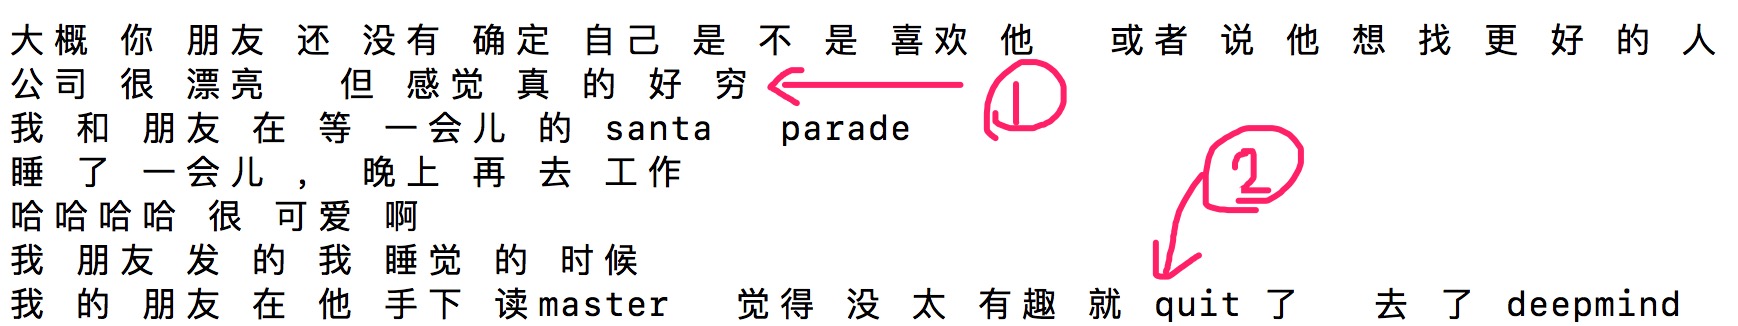 大概 你 朋友 还 没有 确定 自己 是 不 是 喜欢 他 或者 说 他 想 找 更 好 的 人
公司 很 漂亮 但 感觉 真 的 好 穷
1
我 和 朋友 在 等 一会儿 的 santa parade
睡 了 一会儿 , 晚上 再 去 工作
2
哈哈哈哈 很 可爱 啊
我 朋友 发 的 我 睡觉 的 时候
我 的 朋友 在 他 手下 读master 觉得 没 太 有趣 就 quit 了 去 了 deepmind